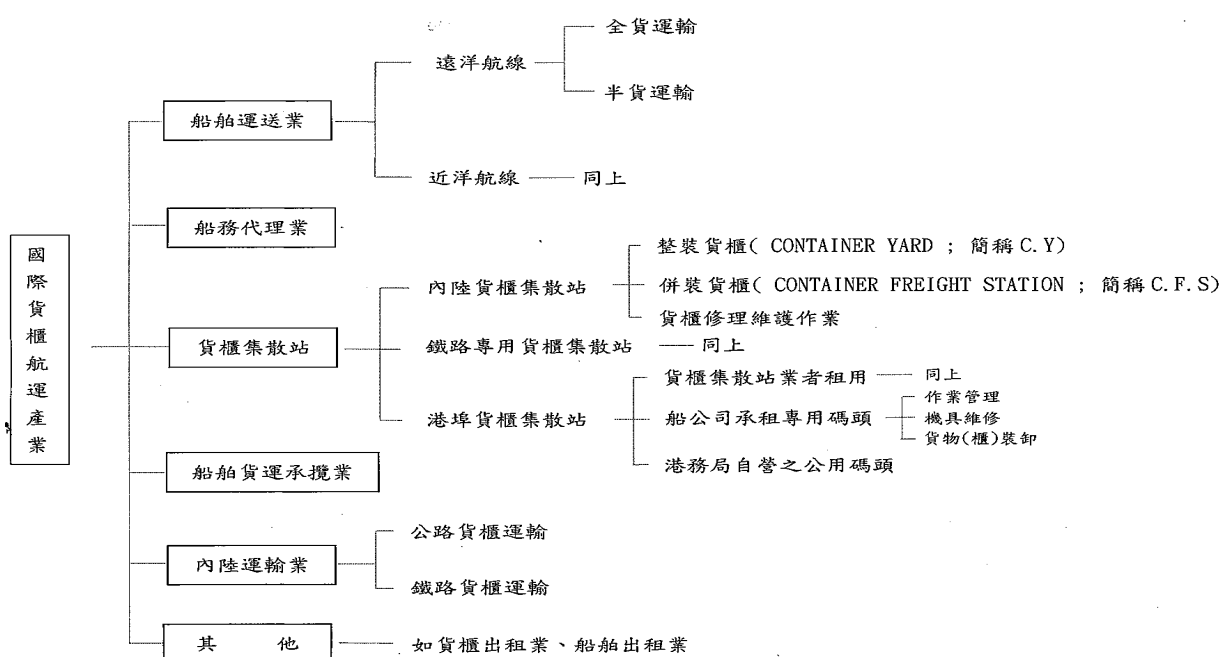 國際貨櫃航運產業
船舶運送業
遠洋航線
全貨運輸
半貨運輸
近洋航線
同上
船務代理業
貨櫃集散站
內陸貨櫃集散站
整裝貨櫃( CONTAINER YARD ; 簡稱C.Y)
併裝貨櫃( CONTAINER FREIGHT STATION ; 簡稱C.F.S)
貨櫃修理維護作業
鐵路專用貨櫃集散站
同上
港埠貨櫃集散站
貨櫃集散站業者租用
同上
船公司承租專用碼頭
作業管理
機具維修
貨物(櫃)裝卸
港務局自營之公用碼頭
船舶貨運承攬業
內陸運輸業
公路貨櫃運輸
鐵路貨櫃運輸
其他
如貨櫃出租業、船舶出租業